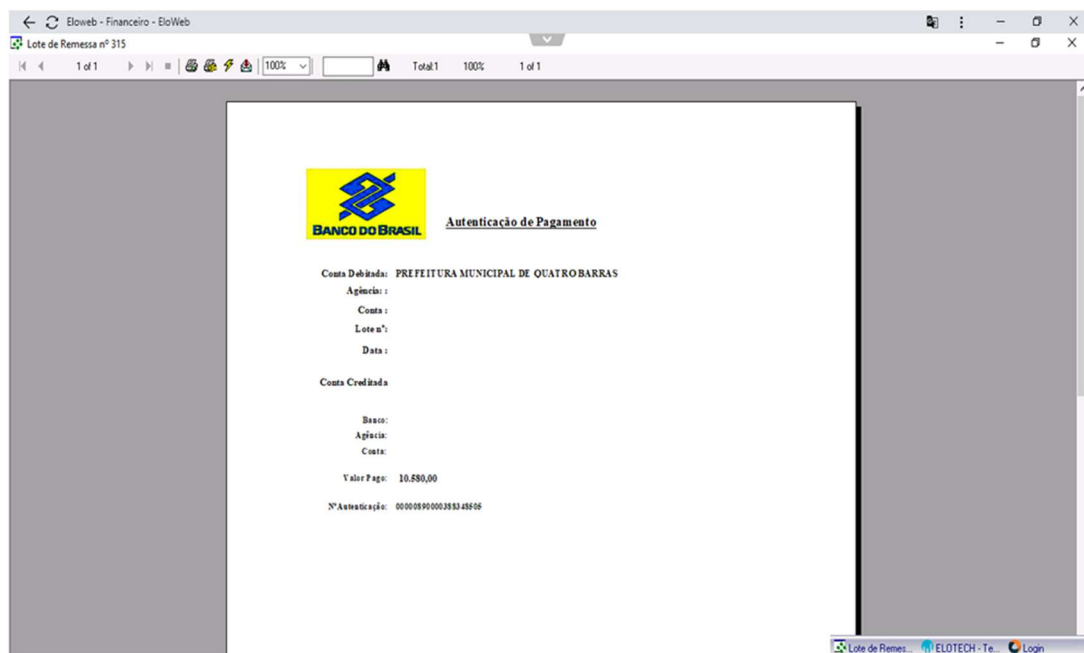 Eloweb - Financeiro - EloWeb
Lote de Remessa nº 315
1 of 1 100% Total:1 100% 1 of 1
BANCO DO BRASIL
Autenticação de Pagamento
Conta Debitada: PREFEITURA MUNICIPAL DE QUATRO BARRAS
Agência: :
Conta :
Lote nº:
Data :
Conta Creditada
Banco:
Agência:
Conta:
Valor Pago: 10.580,00
Nº Autenticação:
Lote de Remes... ELOTECH - Te... Login